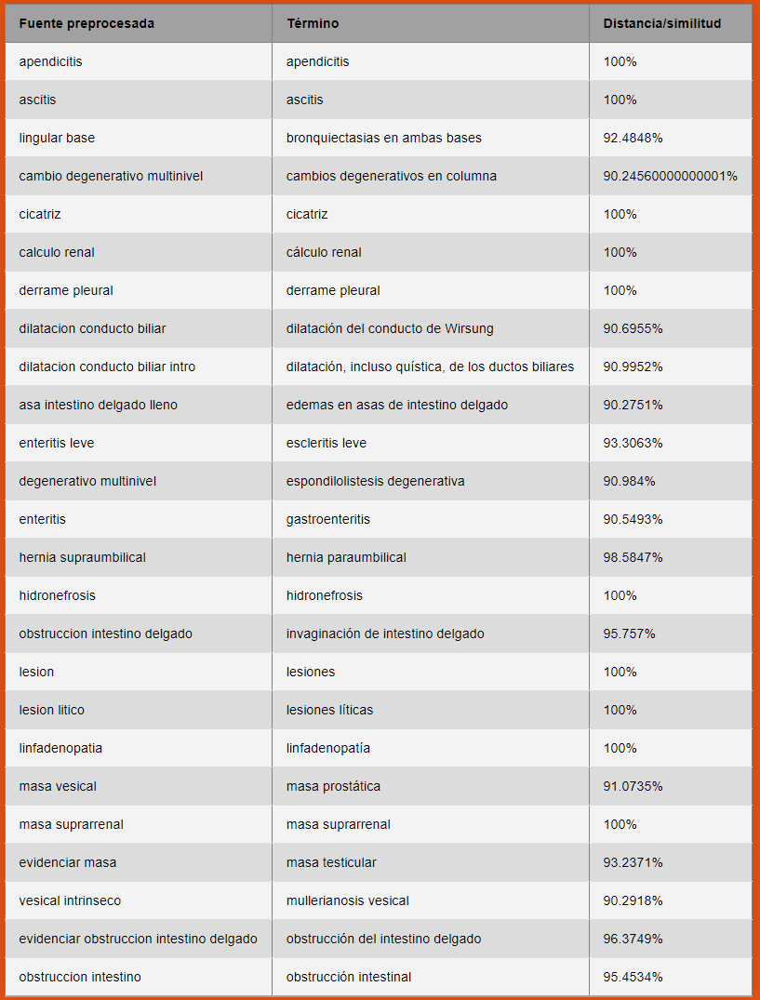 Fuente preprocesada Término Distancia/similitud
apendicitis apendicitis 100%
ascitis ascitis 100%
lingular base bronquiectasias en ambas bases 92.4848%
cambio degenerativo multinivel cambios degenerativos en columna 90.24560000000001%
cicatriz cicatriz 100%
calculo renal cálculo renal 100%
derrame pleural derrame pleural 100%
dilatacion conducto biliar dilatación del conducto de Wirsung 90.6955%
dilatacion conducto biliar intro dilatación, incluso quística, de los ductos biliares 90.9952%
asa intestino delgado lleno edemas en asas de intestino delgado 90.2751%
enteritis leve escleritis leve 93.3063%
degenerativo multinivel espondilolistesis degenerativa 90.984%
enteritis gastroenteritis 90.5493%
hernia supraumbilical hernia paraumbilical 98.5847%
hidronefrosis hidronefrosis 100%
obstruccion intestino delgado invaginación de intestino delgado 95.757%
lesion lesiones 100%
lesion litico lesiones líticas 100%
linfadenopatia linfadenopatía 100%
masa vesical masa prostática 91.0735%
masa suprarrenal masa suprarrenal 100%
evidenciar masa masa testicular 93.2371%
vesical intrinseco mullerianosis vesical 90.2918%
evidenciar obstruccion intestino delgado obstrucción del intestino delgado 96.3749%
obstruccion intestino obstrucción intestinal 95.4534%